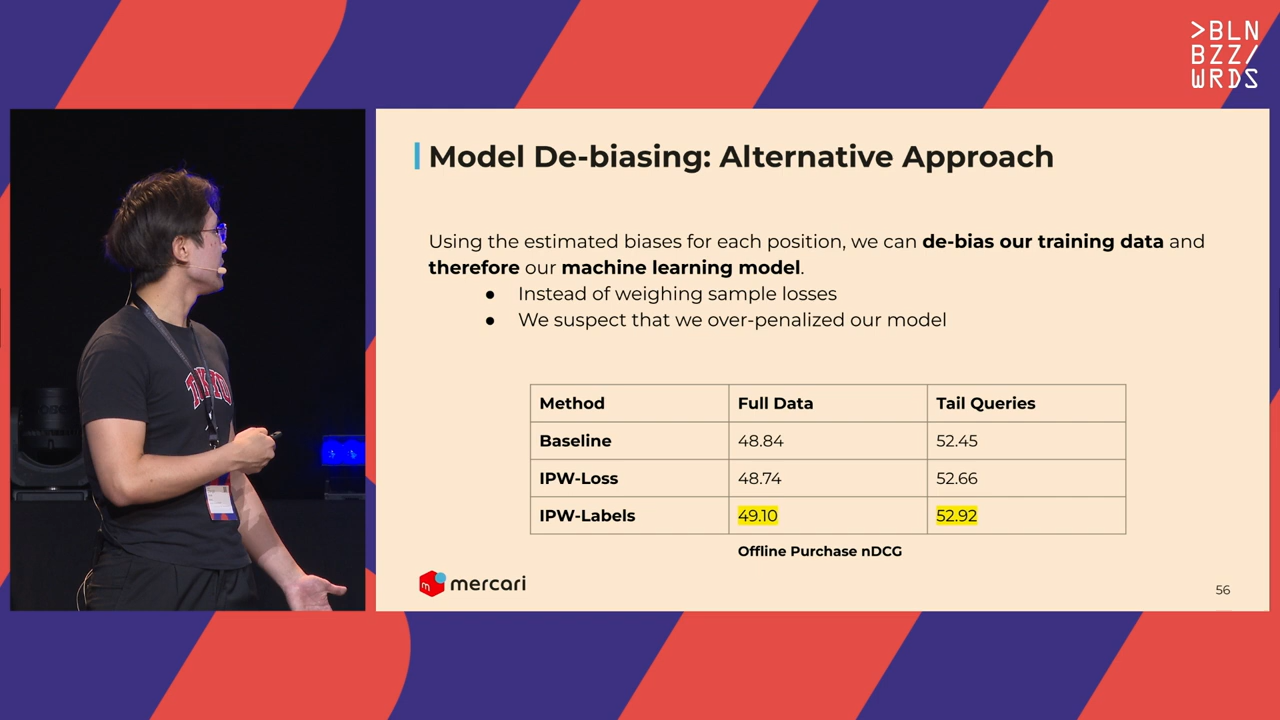 >BLN
BZZ/
WRDS
Model De-biasing: Alternative Approach
Using the estimated biases for each position, we can de-bias our training data and
therefore our machine learning model.
● Instead of weighing sample losses
● We suspect that we over-penalized our model
Method Full Data Tail Queries
Baseline 48.84 52.45
IPW-Loss 48.74 52.66
IPW-Labels 49.10 52.92
Offline Purchase nDCG
mercari
56
TOKYO